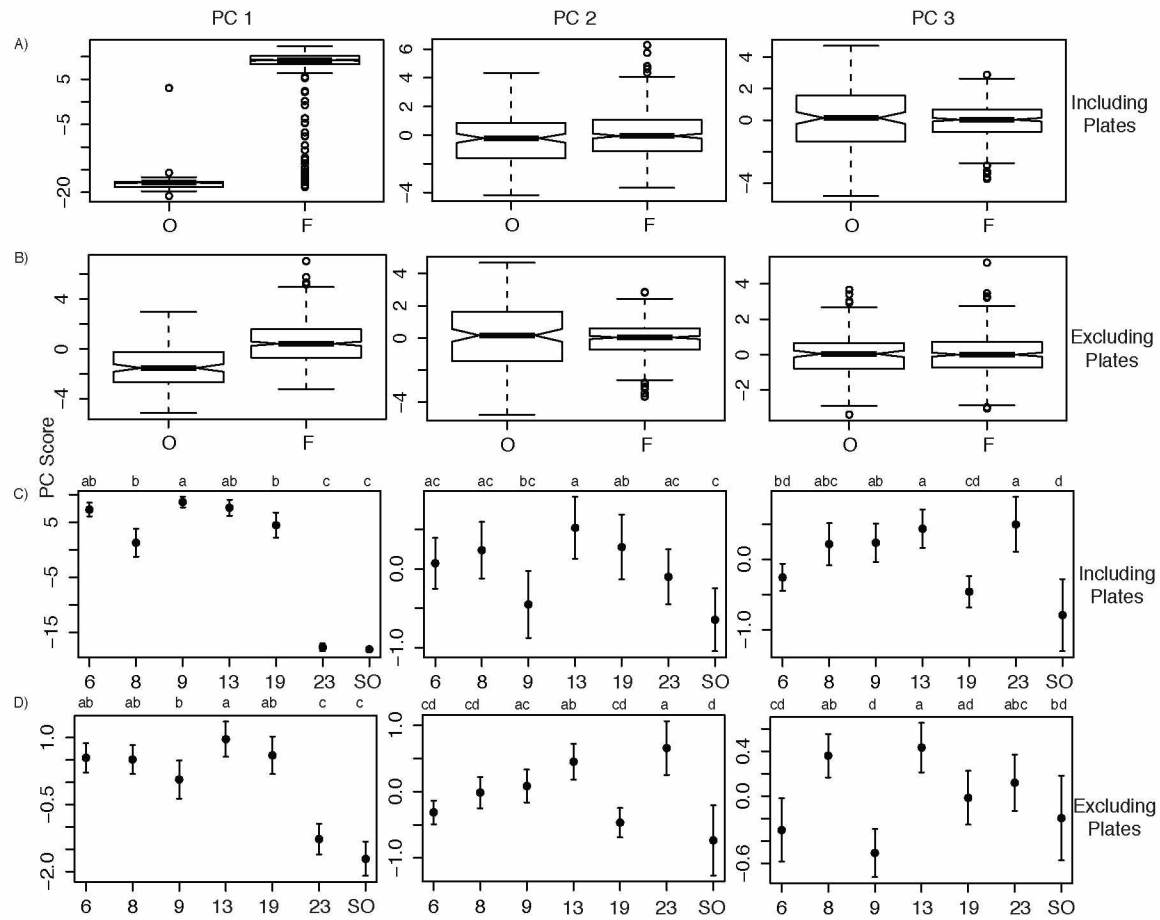 PC 1 PC 2 PC 3
A)
5 −5 −20
O F
6 4 2 0 −4
O F
4 2 0 −4
O F
Including
Plates
B)
4 0 −4
O F
4 2 0 −4
O F
4 2 0 −2
O F
Excluding
Plates
PC Score
C)
ab b a ab b c c
5 −5 −15
6 8 9 13 19 23 SO
ac ac bc a ab ac c
0.0 −1.0
6 8 9 13 19 23 SO
bd abc ab a cd a d
0.0 −1.0
6 8 9 13 19 23 SO
Including
Plates
D)
ab ab b a ab c c
1.0 −0.5 −2.0
6 8 9 13 19 23 SO
cd cd ac ab cd a d
1.0 0.0 −1.0
6 8 9 13 19 23 SO
cd ab d a ad abc bd
0.4 0.0 −0.6
6 8 9 13 19 23 SO
Excluding
Plates